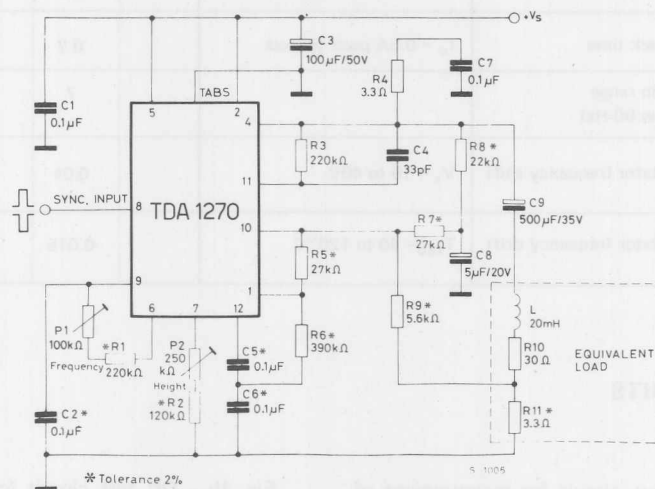 +Vs
C3
100µF/50V
C7
0.1µF
R4
3.3Ω
C1
0.1µF
TABS
5
2
4
R3
220kΩ
C4
33pF
R8*
22kΩ
11
SYNC. INPUT
8
TDA 1270
C9
500µF/35V
10
R7*
27kΩ
R5*
27kΩ
C8
5µF/20V
9
1
P1
100kΩ
Frequency
*R1
220kΩ
6
7
12
P2
250
kΩ
Height
*R2
120kΩ
R6*
390kΩ
R9*
5.6kΩ
L
20mH
C5*
0.1µF
C6*
0.1µF
R10
30Ω
EQUIVALENT
LOAD
C2*
0.1µF
R11*
3.3Ω
S-1006
* Tolerance 2%